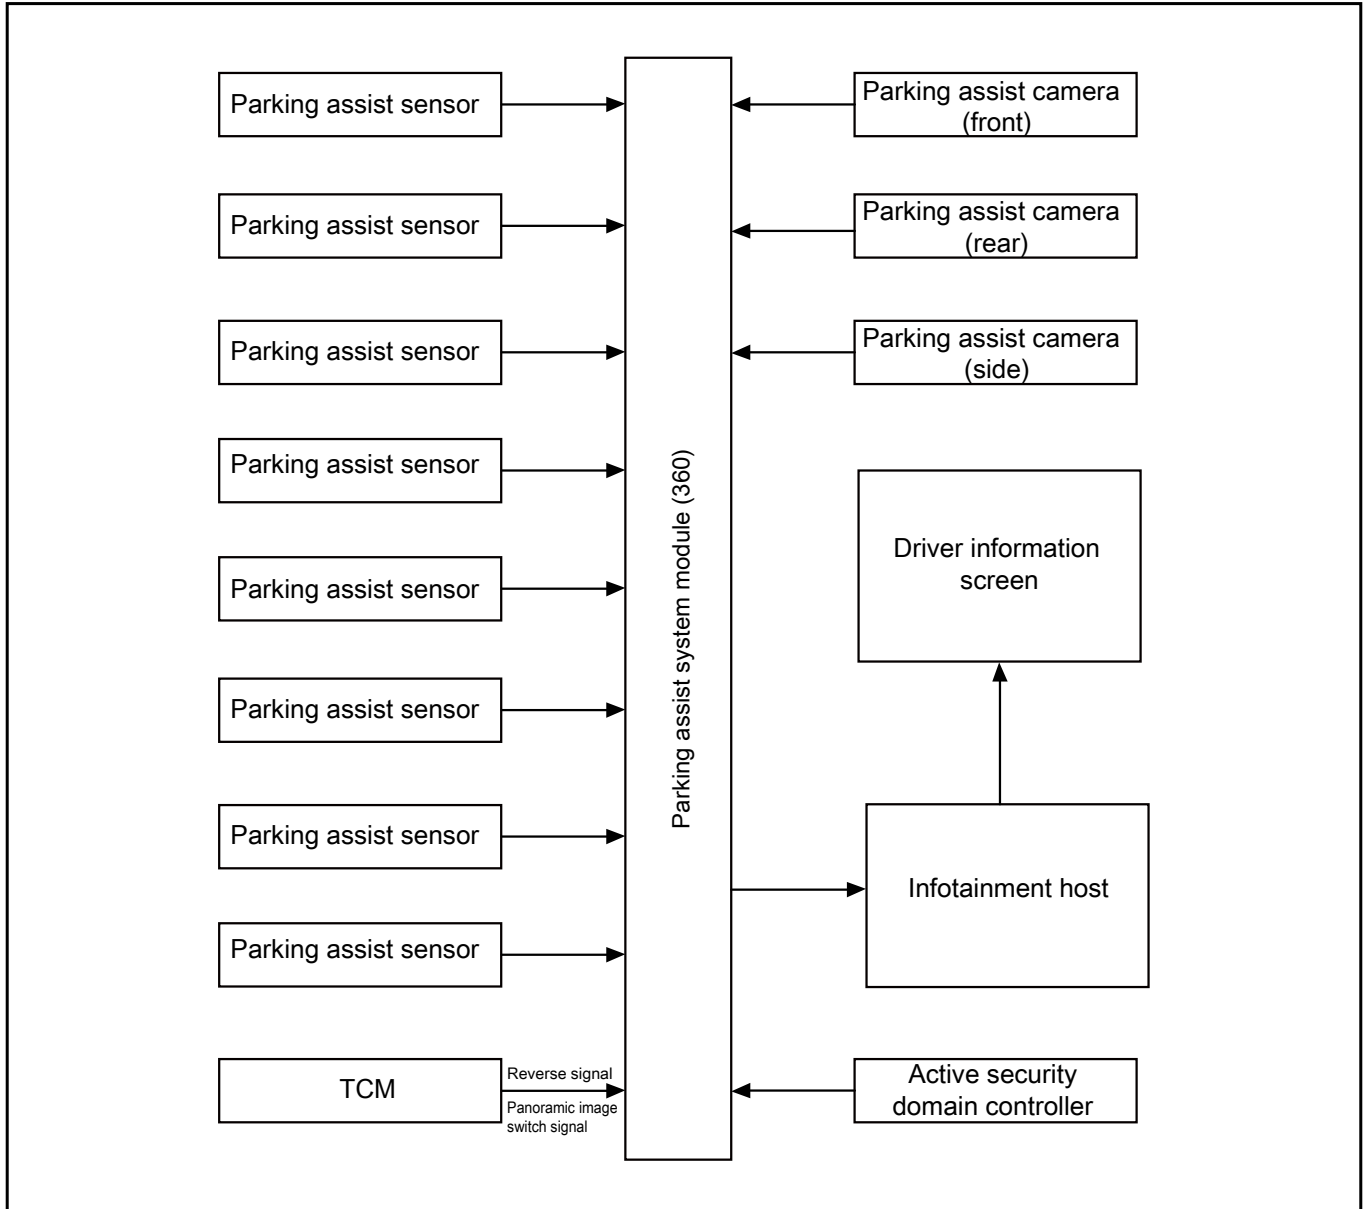 Parking assist sensor
Parking assist sensor
Parking assist sensor
Parking assist sensor
Parking assist sensor
Parking assist sensor
Parking assist sensor
Parking assist sensor
TCM
Reverse signal
Panoramic image
switch signal
Parking assist system module (360)
Parking assist camera
(front)
Parking assist camera
(rear)
Parking assist camera
(side)
Driver information
screen
Infotainment host
Active security
domain controller